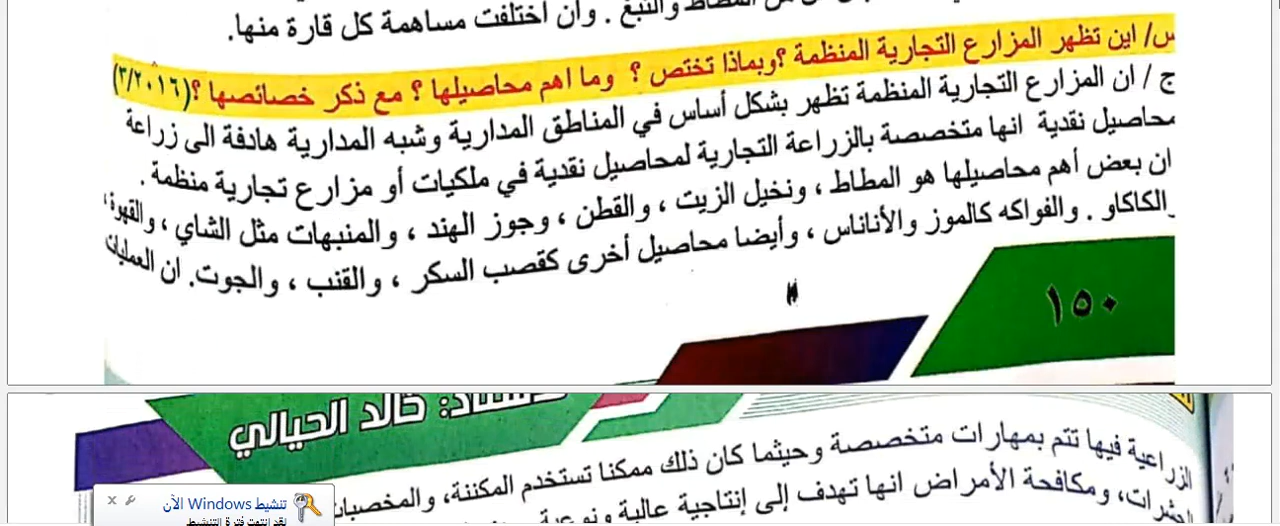 وان اختلفت مساهمة كل قارة منها.
س/ اين تظهر المزارع التجارية المنظمة ؟وبماذا تختص ؟ وما اهم محاصيلها ؟ مع ذكر خصائصها ؟(٣/٢٠١٦)
ج / ان المزارع التجارية المنظمة تظهر بشكل أساس في المناطق المدارية وشبه المدارية هادفة الى زراعة
محاصيل نقدية انها متخصصة بالزراعة التجارية لمحاصيل نقدية في ملكيات أو مزارع تجارية منظمة .
ان بعض أهم محاصيلها هو المطاط ، ونخيل الزيت ، والقطن ، وجوز الهند ، والمنبهات مثل الشاي ، والقهوة ،
والكاكاو . والفواكه كالموز والأناناس ، وأيضا محاصيل أخرى كقصب السكر ، والقنب ، والجوت. ان العمليات
١٥٠
خالد الحيالي
الزراعية فيها تتم بمهارات متخصصة وحيثما كان ذلك ممكنا تستخدم المكننة، والمخصبات
ومكافحة الأمراض انها تهدف إلى إنتاجية عالية
تنشيط Windows الآن
لقد انتهت فترة التنشيط